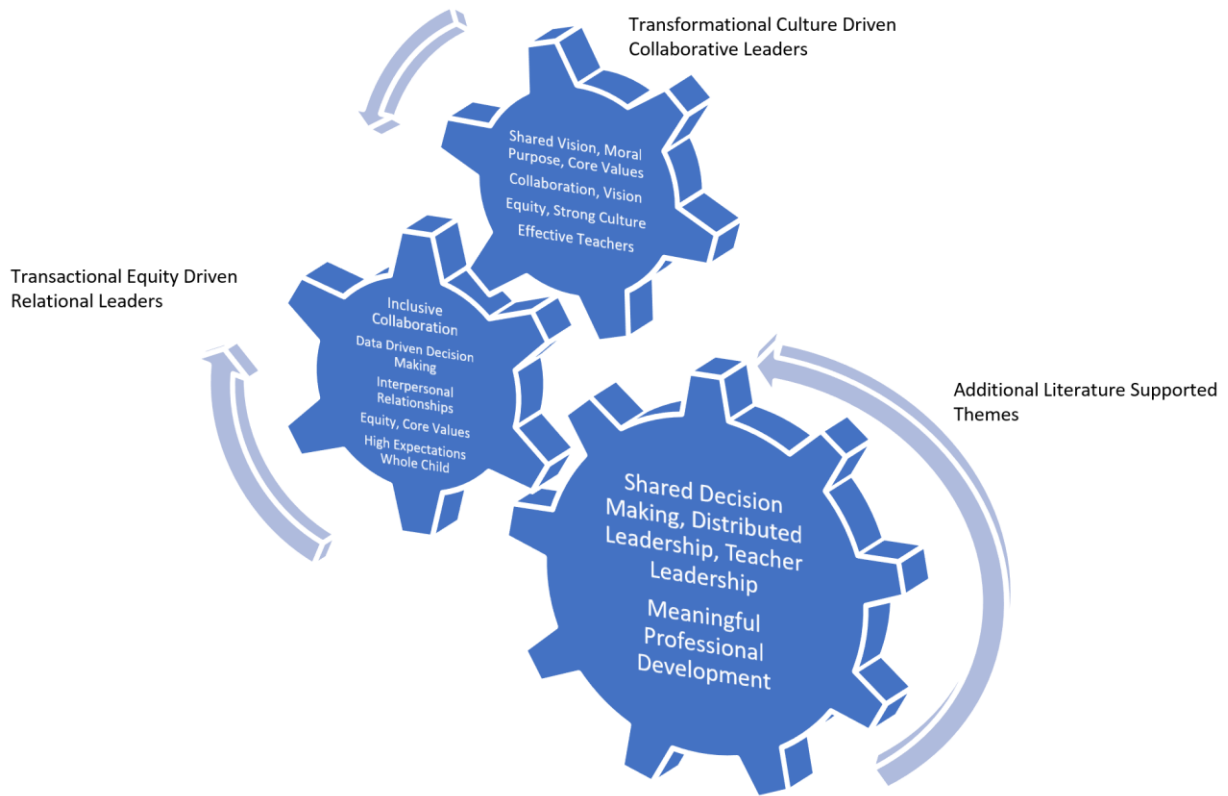 Transformational Culture Driven
Collaborative Leaders
Shared Vision, Moral
Purpose, Core Values
Collaboration, Vision
Equity, Strong Culture
Effective Teachers
Transactional Equity Driven
Relational Leaders
Inclusive
Collaboration
Data Driven Decision
Making
Interpersonal
Relationships
Equity, Core Values
High Expectations
Whole Child
Additional Literature Supported
Themes
Shared Decision
Making, Distributed
Leadership, Teacher
Leadership
Meaningful
Professional
Development